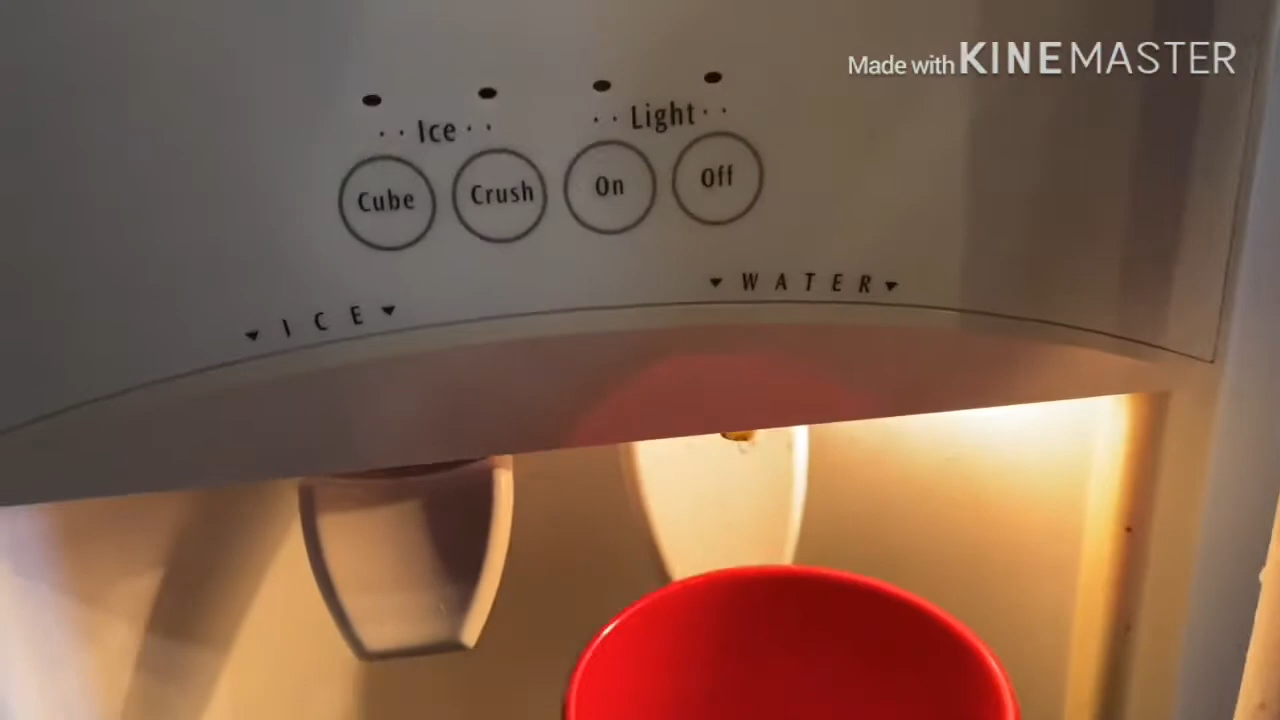 Made with KINEMASTER
·· Ice ·· ·· Light ··
Cube Crush On Off
▼ WATER ▼
▼ ICE ▼